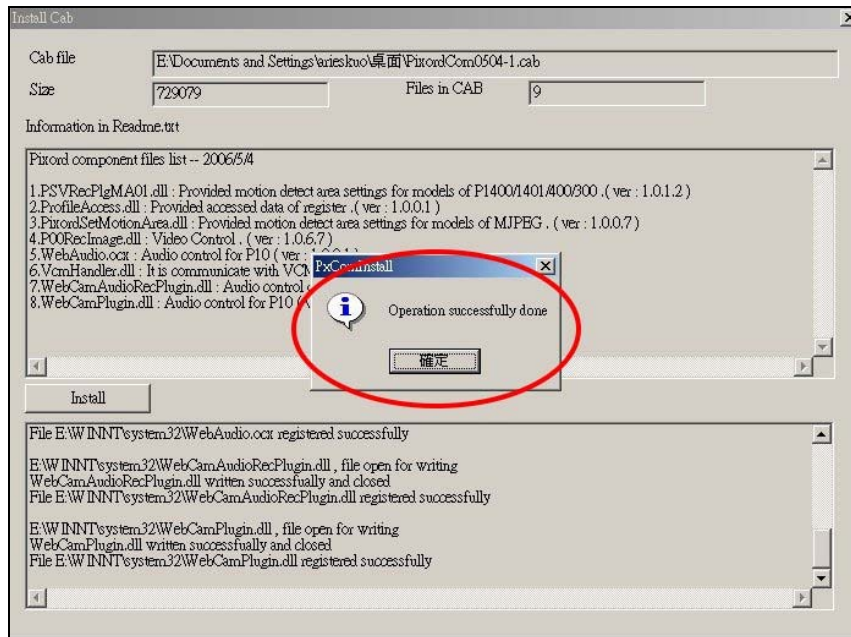 Install Cab
Cab file
E:\Documents and Settings\arieskuo\桌面\PixordCom0504-1.cab
Size
729079
Files in CAB
9
Information in Readme.txt
Pixord component files list -- 2006/5/4
1.PSVRecPlgMA01.dll : Provided motion detect area settings for models of P1400/1401/400/300 .( ver : 1.0.1.2 )
2.ProfileAccess.dll : Provided accessed data of register .( ver : 1.0.0.1 )
3.PixordSetMotionArea.dll : Provided motion detect area settings for models of MJPEG . ( ver : 1.0.0.7 )
4.P00RecImage.dll : Video Control . ( ver : 1.0.6.7 )
5.WebAudio.ocx : Audio control for P10 ( ver :
6.VcmHandler.dll : It is communicate with
7.WebCamAudioRecPlugin.dll : Audio control
8.WebCamPlugin.dll : Audio control for P10
PxComInstall
Operation successfully done
確定
Install
File E:\WINNT\system32\WebAudio.ocx registered successfully
E:\WINNT\system32\WebCamAudioRecPlugin.dll , file open for writing
WebCamAudioRecPlugin.dll written successfually and closed
File E:\WINNT\system32\WebCamAudioRecPlugin.dll registered successfully
E:\WINNT\system32\WebCamPlugin.dll , file open for writing
WebCamPlugin.dll written successfually and closed
File E:\WINNT\system32\WebCamPlugin.dll registered successfully